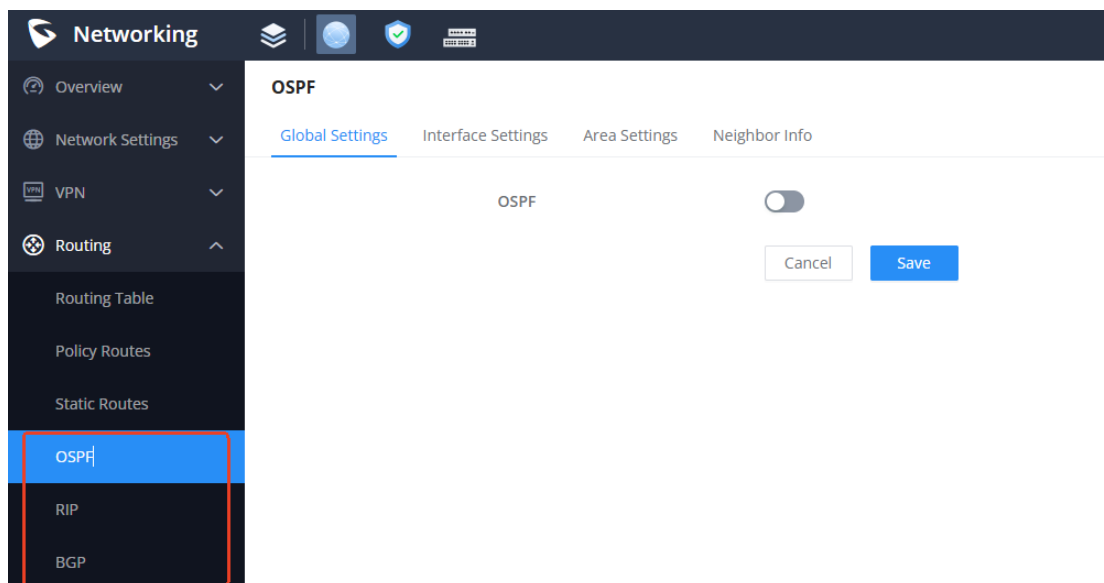 Networking
Overview
Network Settings
VPN
VPN
Routing
Routing Table
Policy Routes
Static Routes
OSPF
RIP
BGP
OSPF
Global Settings Interface Settings Area Settings Neighbor Info
OSPF
Cancel Save